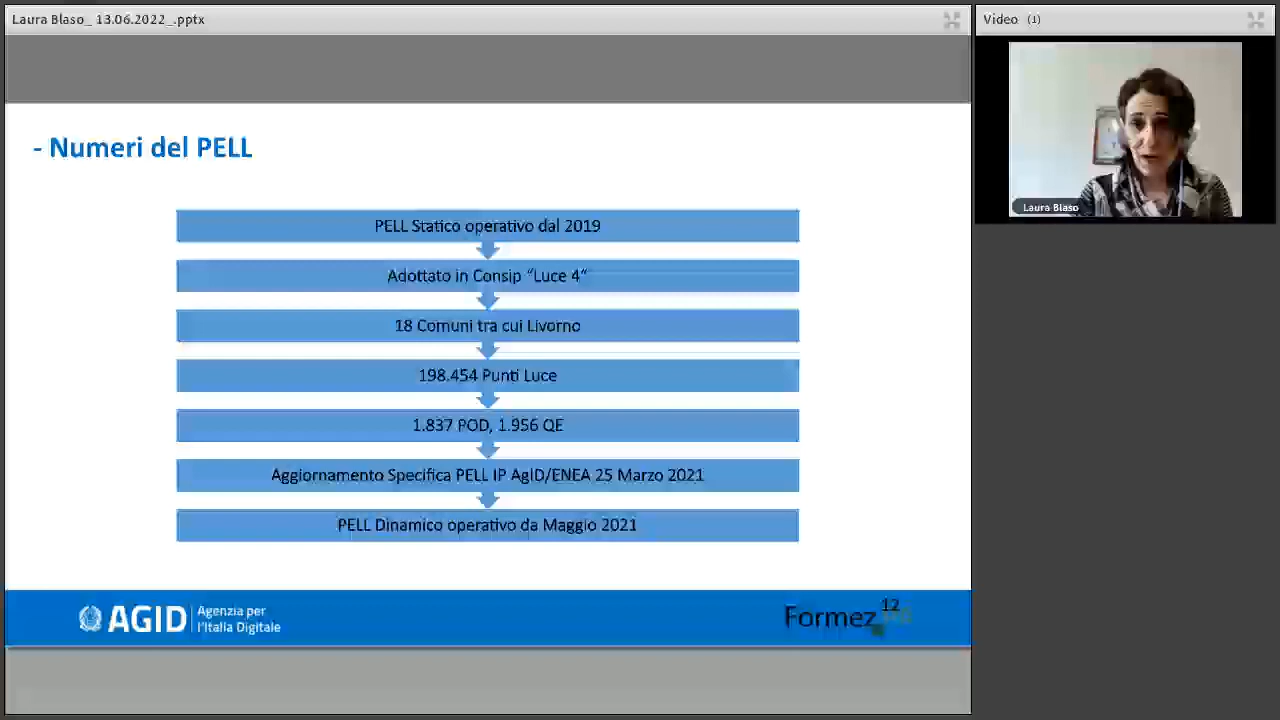 Laura Blaso_ 13.06.2022_.pptx
Video (1)
Laura Blaso
- Numeri del PELL
PELL Statico operativo dal 2019
Adottato in Consip “Luce 4“
18 Comuni tra cui Livorno
198.454 Punti Luce
1.837 POD, 1.956 QE
Aggiornamento Specifica PELL IP AgID/ENEA 25 Marzo 2021
PELL Dinamico operativo da Maggio 2021
AGID
Agenzia per
l'Italia Digitale
Formez
12